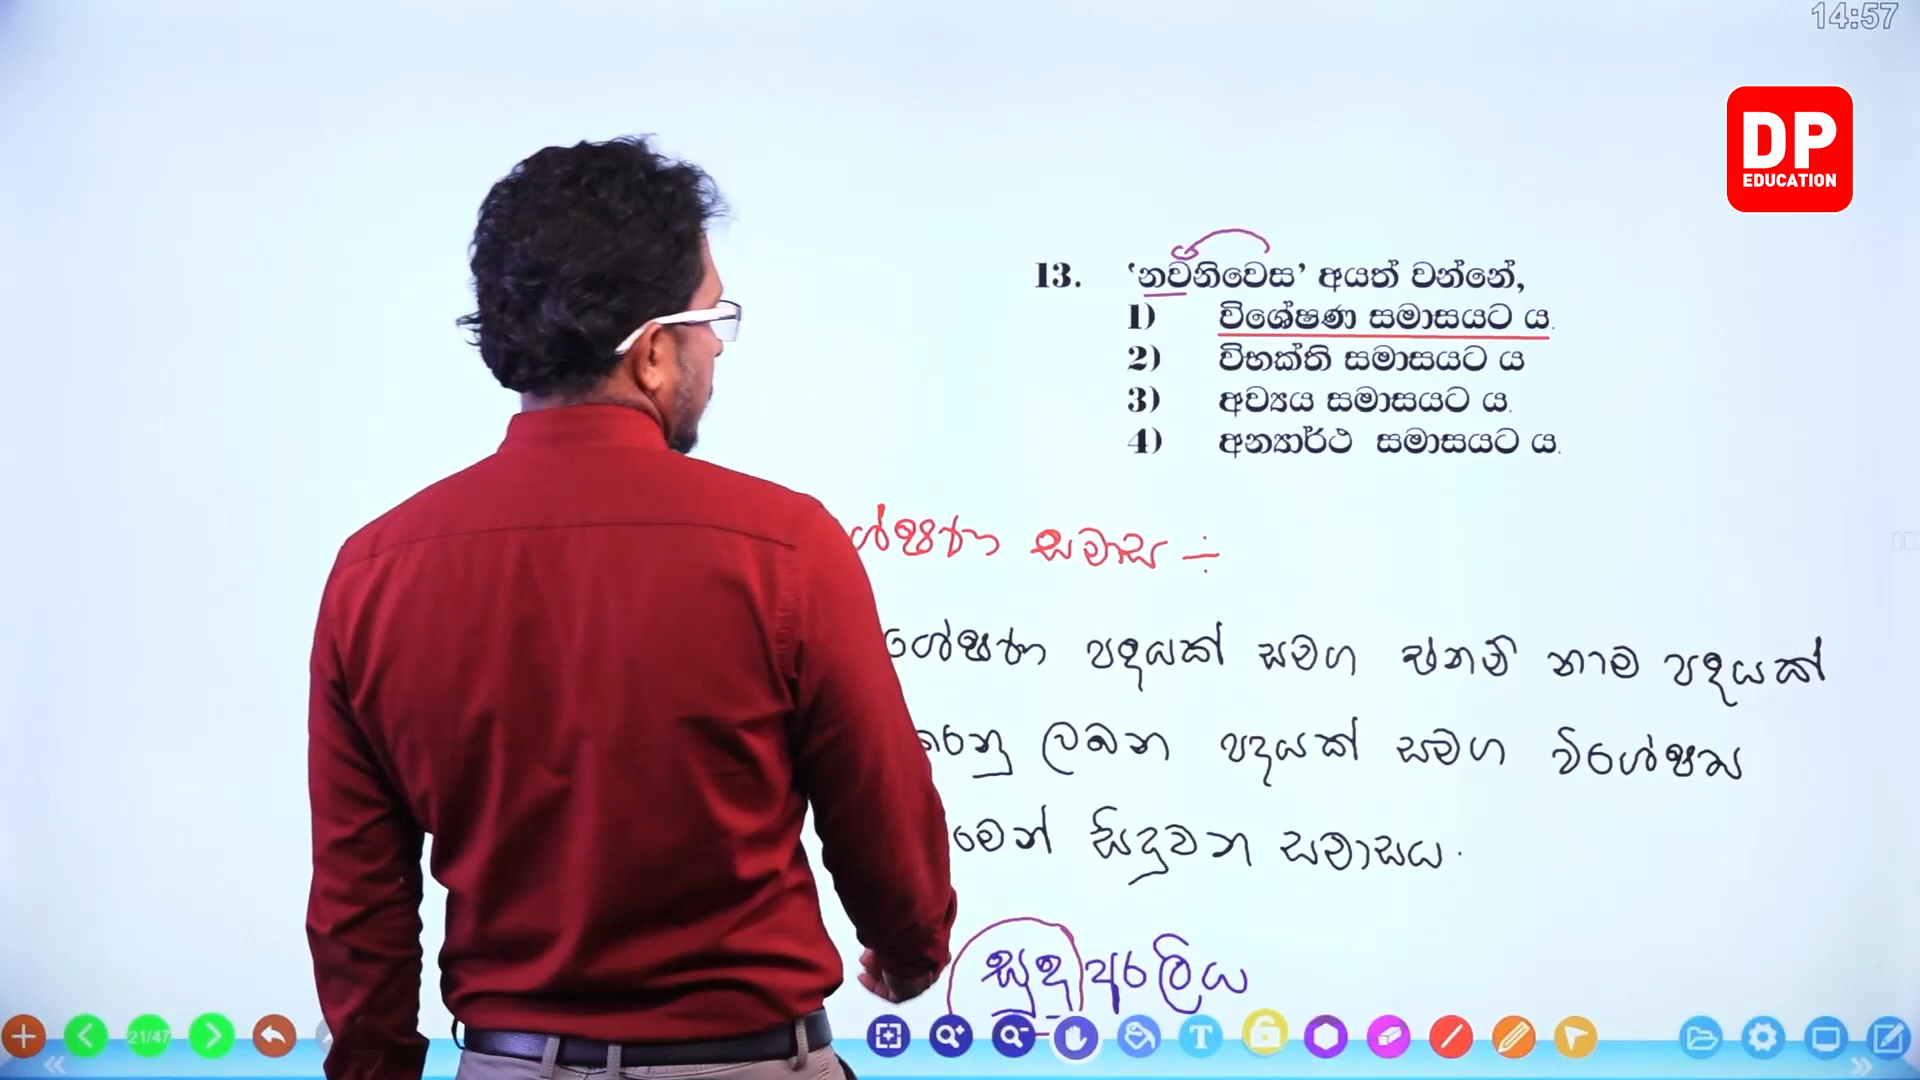 14:57
DP
EDUCATION
13. ‘නවනිවෙස’ අයත් වන්නේ,
1) විශේෂණ සමාසයට ය.
2) විභක්ති සමාසයට ය
3) අව්‍යය සමාසයට ය.
4) අන්‍යාර්ථ සමාසයට ය.
සමාස ÷
පදයක් සමග නාම පදයක්
ලබන පදයක් සමග විශේෂ්‍ය
සිදුවන සමාසය.
සුදු අරලිය
21/47